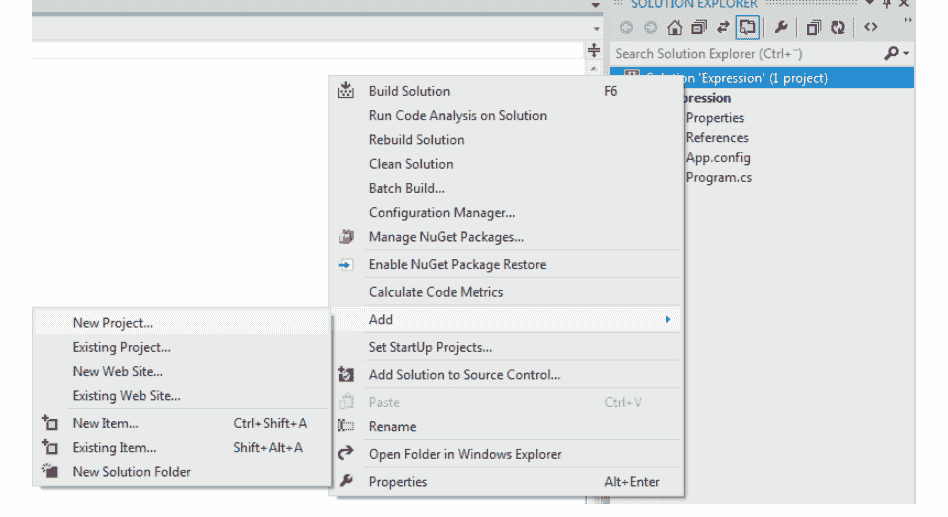 SOLUTION EXPLORER
Search Solution Explorer (Ctrl+¨)
Solution 'Expression' (1 project)
Properties
References
App.config
Program.cs
Build Solution F6
Run Code Analysis on Solution
Rebuild Solution
Clean Solution
Batch Build...
Configuration Manager...
Manage NuGet Packages...
Enable NuGet Package Restore
Calculate Code Metrics
Add
Set StartUp Projects...
Add Solution to Source Control...
Paste Ctrl+V
Rename
Open Folder in Windows Explorer
Properties Alt+Enter
New Project...
Existing Project...
New Web Site...
Existing Web Site...
New Item... Ctrl+Shift+A
Existing Item... Shift+Alt+A
New Solution Folder